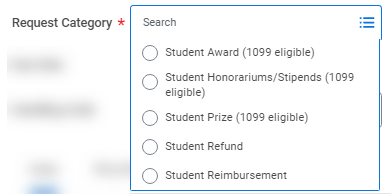 Request Category *
Search
Student Award (1099 eligible)
Student Honorariums/Stipends (1099
eligible)
Student Prize (1099 eligible)
Student Refund
Student Reimbursement